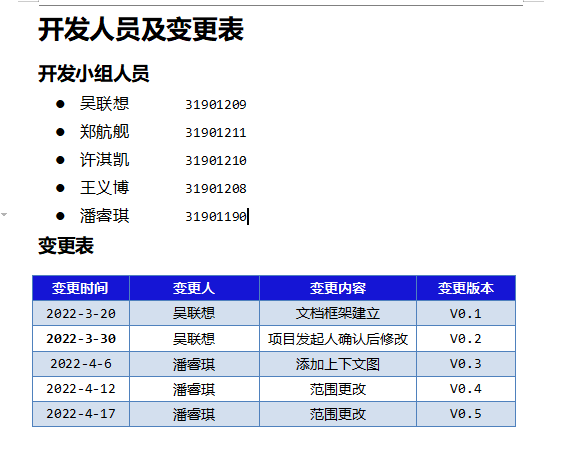 开发人员及变更表
开发小组人员
● 吴联想 31901209
● 郑航舰 31901211
● 许淇凯 31901210
● 王义博 31901208
● 潘睿琪 31901190
变更表
变更时间 变更人 变更内容 变更版本
2022-3-20 吴联想 文档框架建立 V0.1
2022-3-30 吴联想 项目发起人确认后修改 V0.2
2022-4-6 潘睿琪 添加上下文图 V0.3
2022-4-12 潘睿琪 范围更改 V0.4
2022-4-17 潘睿琪 范围更改 V0.5